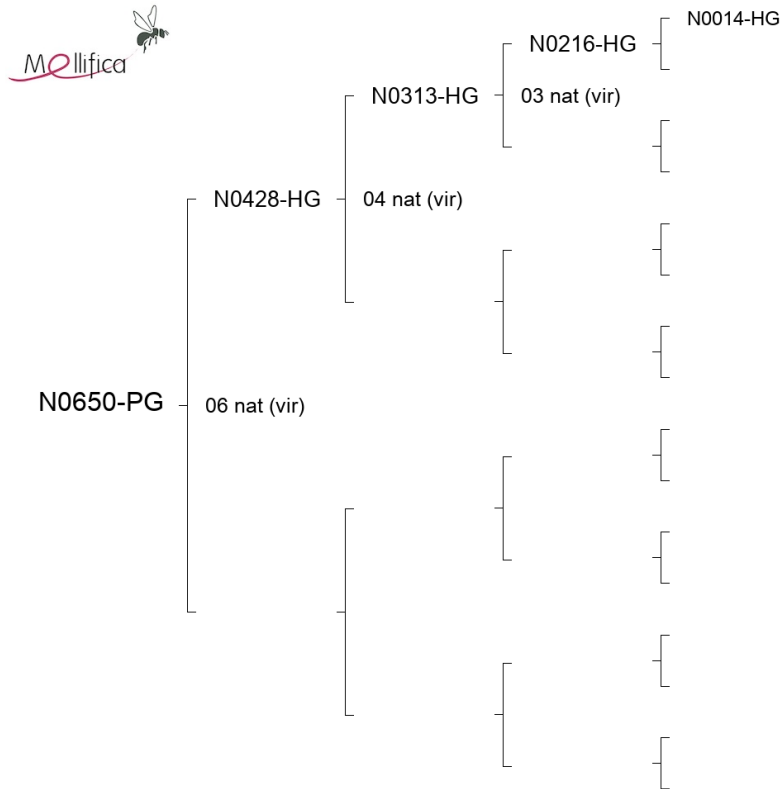 Mellifica
N0014-HG
N0216-HG
N0313-HG
03 nat (vir)
N0428-HG
04 nat (vir)
N0650-PG
06 nat (vir)